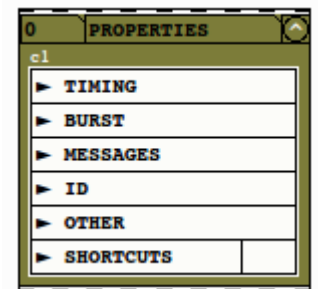 0 PROPERTIES
c1
TIMING
BURST
MESSAGES
ID
OTHER
SHORTCUTS